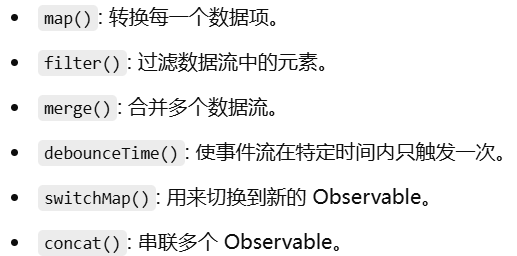 • map(): 转换每一个数据项。
• filter(): 过滤数据流中的元素。
• merge(): 合并多个数据流。
• debounceTime(): 使事件流在特定时间内只触发一次。
• switchMap(): 用来切换到新的 Observable。
• concat(): 串联多个 Observable。